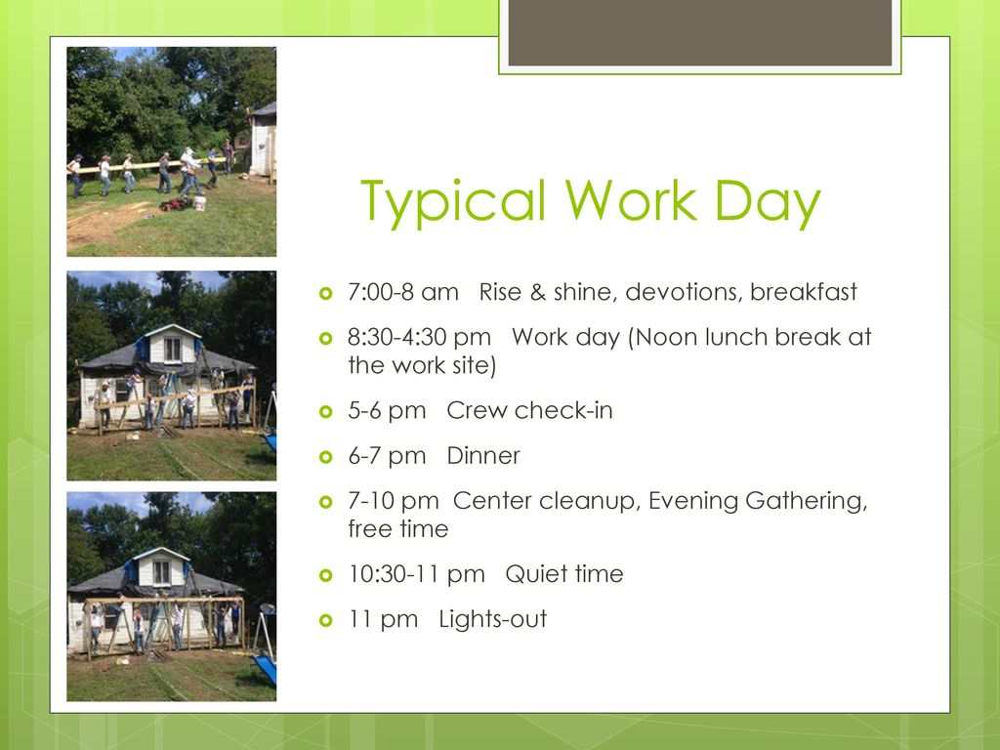 Typical Work Day
7:00-8 am Rise & shine, devotions, breakfast
8:30-4:30 pm Work day (Noon lunch break at
the work site)
5-6 pm Crew check-in
6-7 pm Dinner
7-10 pm Center cleanup, Evening Gathering,
free time
10:30-11 pm Quiet time
11 pm Lights-out